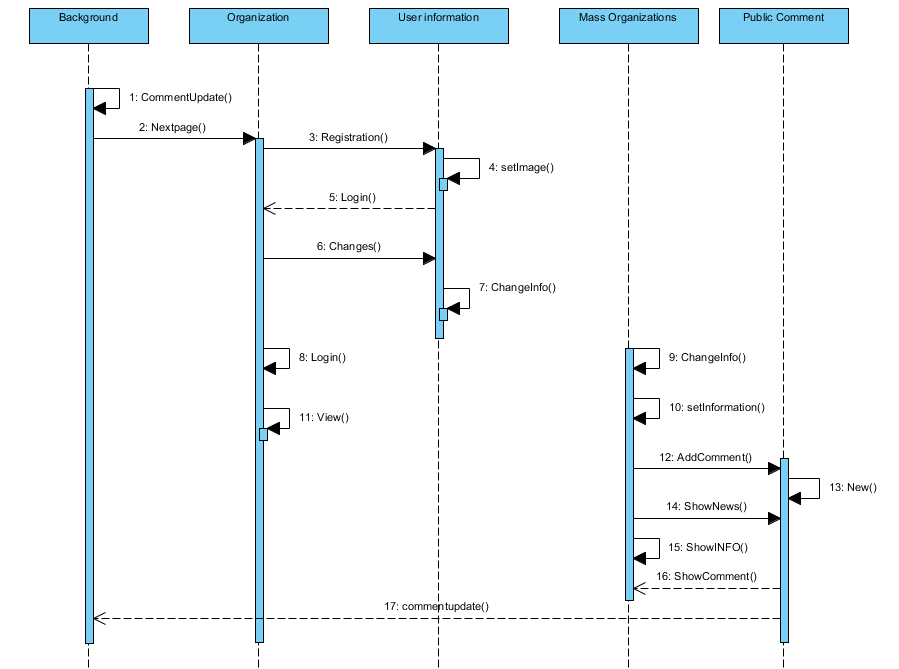 Background
Organization
User information
Mass Organizations
Public Comment
1: CommentUpdate()
2: Nextpage()
3: Registration()
4: setImage()
5: Login()
6: Changes()
7: ChangeInfo()
8: Login()
9: ChangeInfo()
10: setInformation()
11: View()
12: AddComment()
13: New()
14: ShowNews()
15: ShowINFO()
16: ShowComment()
17: commentupdate()